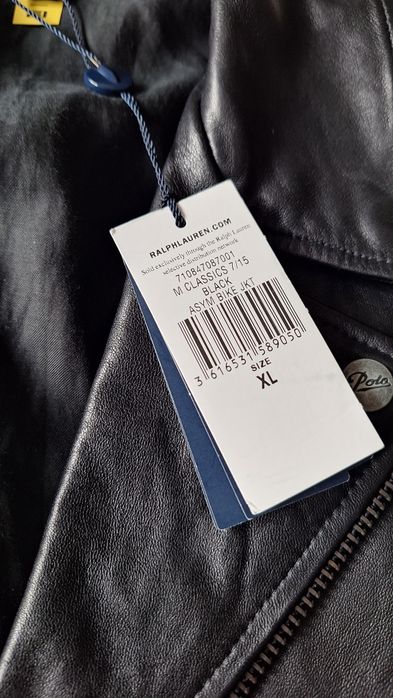 RALPHLAUREN.COM
Sold exclusively through the Ralph Lauren
selective distribution network
710847087001
M CLASSICS 7/15
BLACK
ASYM BIKE JKT
3 616531 589050
SIZE
XL
Polo